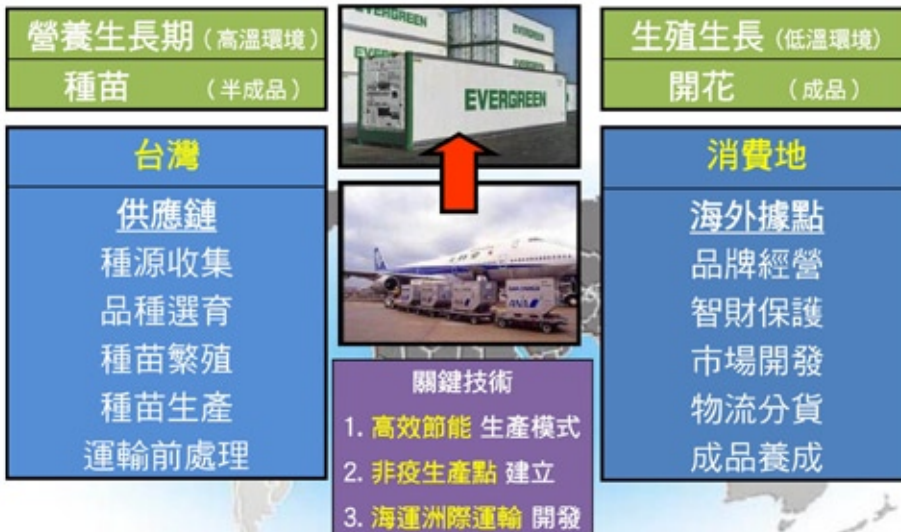 營養生長期(高溫環境)
種苗 (半成品)
台灣
供應鏈
種源收集
品種選育
種苗繁殖
種苗生產
運輸前處理
EVERGREEN
EVERGREEN
EVERGREEN
ANA
關鍵技術
1. 高效節能 生產模式
2. 非疫生產點 建立
3. 海運洲際運輸 開發
生殖生長(低溫環境)
開花 (成品)
消費地
海外據點
品牌經營
智財保護
市場開發
物流分貨
成品養成